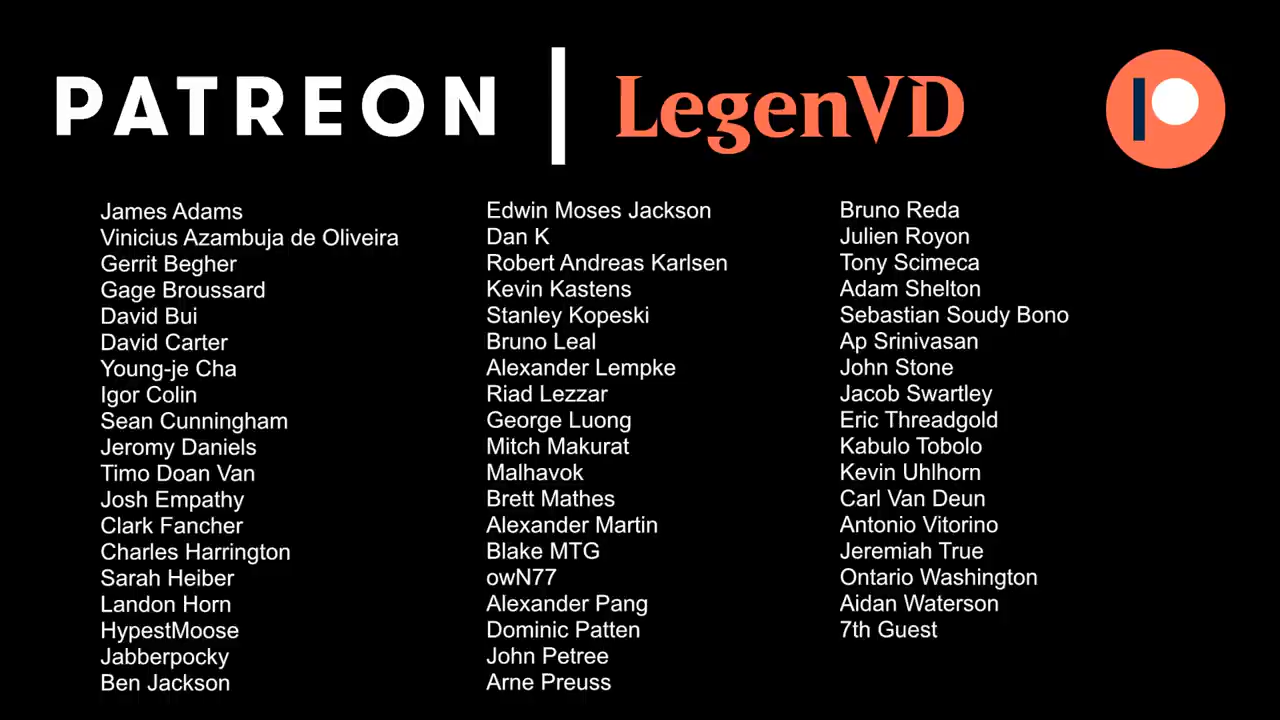 PATREON | LegenVD
James Adams
Vinicius Azambuja de Oliveira
Gerrit Begher
Gage Broussard
David Bui
David Carter
Young-je Cha
Igor Colin
Sean Cunningham
Jeromy Daniels
Timo Doan Van
Josh Empathy
Clark Fancher
Charles Harrington
Sarah Heiber
Landon Horn
HypestMoose
Jabberpocky
Ben Jackson
Edwin Moses Jackson
Dan K
Robert Andreas Karlsen
Kevin Kastens
Stanley Kopeski
Bruno Leal
Alexander Lempke
Riad Lezzar
George Luong
Mitch Makurat
Malhavok
Brett Mathes
Alexander Martin
Blake MTG
owN77
Alexander Pang
Dominic Patten
John Petree
Arne Preuss
Bruno Reda
Julien Royon
Tony Scimeca
Adam Shelton
Sebastian Soudy Bono
Ap Srinivasan
John Stone
Jacob Swartley
Eric Threadgold
Kabulo Tobolo
Kevin Uhlhorn
Carl Van Deun
Antonio Vitorino
Jeremiah True
Ontario Washington
Aidan Waterson
7th Guest